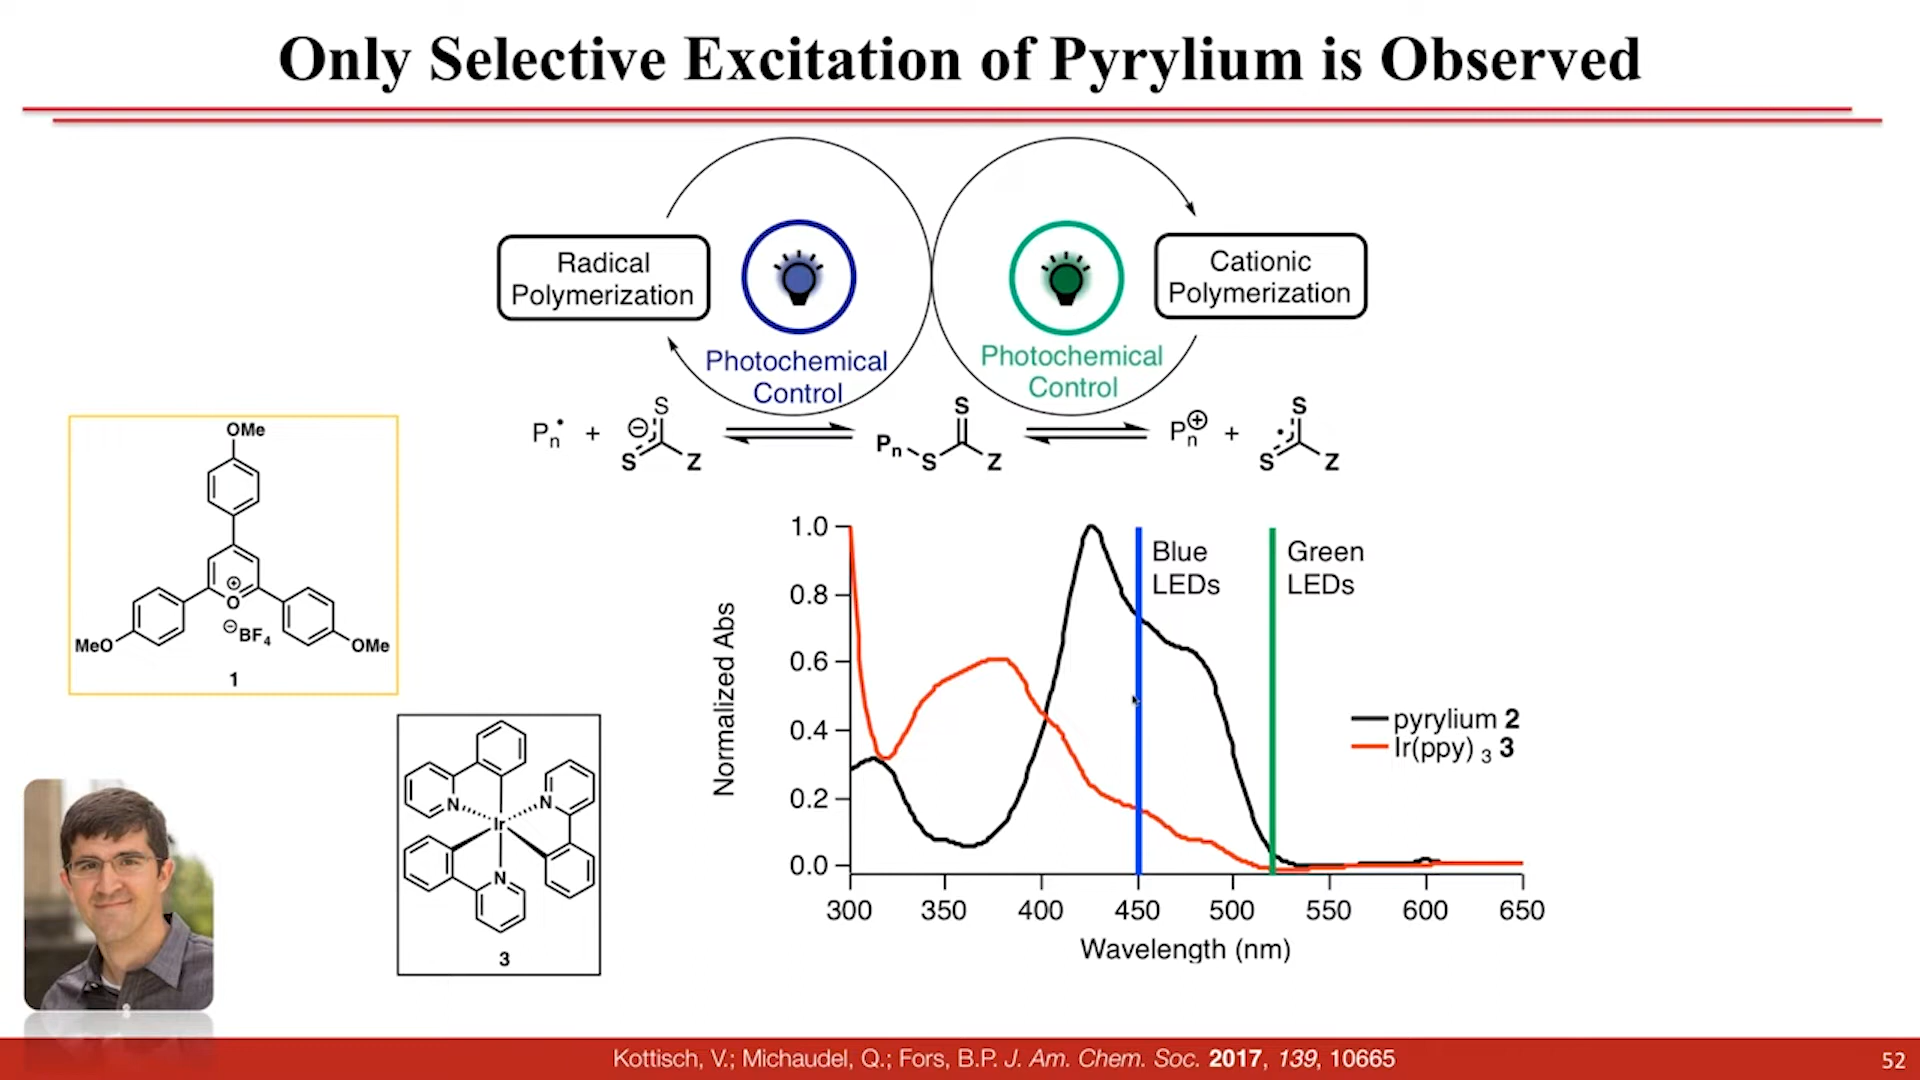 Only Selective Excitation of Pyrylium is Observed
Radical
Polymerization
Photochemical
Control
Photochemical
Control
Cationic
Polymerization
Pn• + ⊖ S S Z
Pn S S Z
Pn⊕ + • S S Z
OMe
MeO
OMe
O
⊕
⊖BF4
1
N
N
Ir
N
3
Normalized Abs
1.0
0.8
0.6
0.4
0.2
0.0
Blue
LEDs
Green
LEDs
pyrylium 2
Ir(ppy) 3 3
300 350 400 450 500 550 600 650
Wavelength (nm)
Kottisch, V.; Michaudel, Q.; Fors, B.P. J. Am. Chem. Soc. 2017, 139, 10665
52